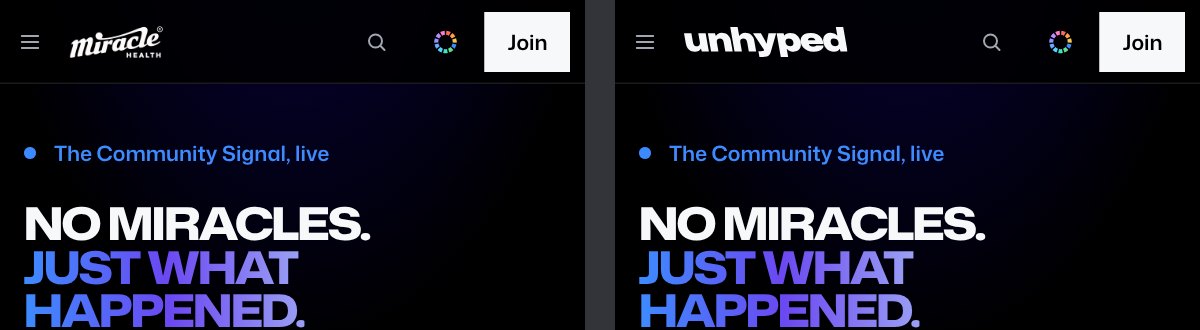 miracle®
HEALTH
Join
The Community Signal, live
NO MIRACLES.
JUST WHAT
HAPPENED.
unhyped
Join
The Community Signal, live
NO MIRACLES.
JUST WHAT
HAPPENED.